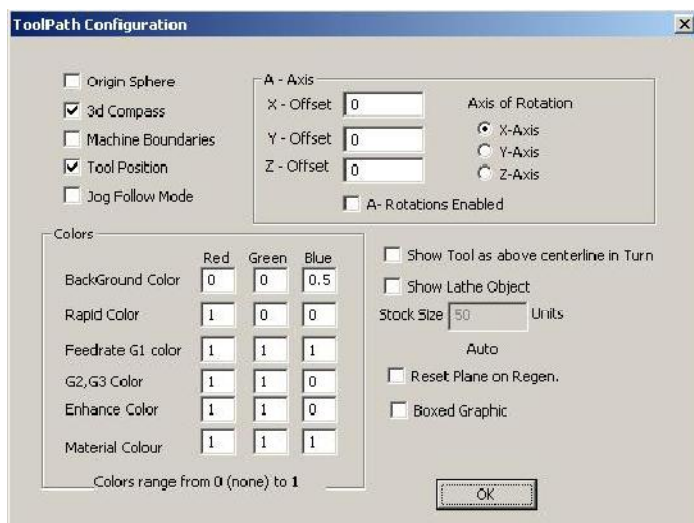 ToolPath Configuration
Origin Sphere
3d Compass
Machine Boundaries
Tool Position
Jog Follow Mode
A - Axis
X - Offset 0
Y - Offset 0
Z - Offset 0
Axis of Rotation
X-Axis
Y-Axis
Z-Axis
A- Rotations Enabled
Colors
Red Green Blue
BackGround Color 0 0 0.5
Rapid Color 1 0 0
Feedrate G1 color 1 1 1
G2,G3 Color 1 1 0
Enhance Color 1 1 0
Material Colour 1 1 1
Colors range from 0 (none) to 1
Show Tool as above centerline in Turn
Show Lathe Object
Stock Size 50 Units
Auto
Reset Plane on Regen.
Boxed Graphic
OK